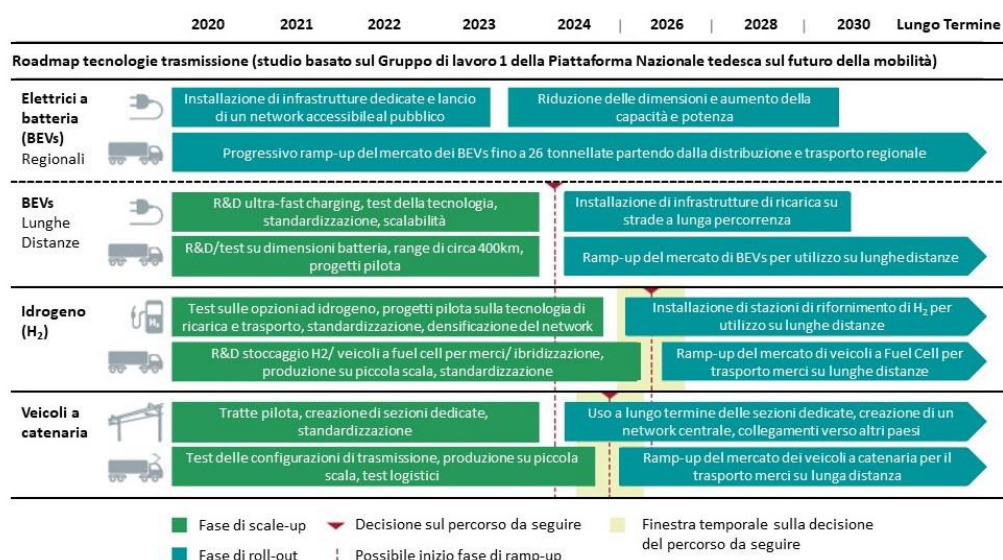 2020 2021 2022 2023 2024 2026 2028 2030 Lungo Termine
Roadmap tecnologie trasmissione (studio basato sul Gruppo di lavoro 1 della Piattaforma Nazionale tedesca sul futuro della mobilità)
Elettrici a
batteria
(BEVs)
Regionali
Installazione di infrastrutture dedicate e lancio
di un network accessibile al pubblico
Riduzione delle dimensioni e aumento della
capacità e potenza
Progressivo ramp-up del mercato dei BEVs fino a 26 tonnellate partendo dalla distribuzione e trasporto regionale
BEVs
Lunghe
Distanze
R&D ultra-fast charging, test della tecnologia,
standardizzazione, scalabilità
Installazione di infrastrutture di ricarica su
strade a lunga percorrenza
R&D/test su dimensioni batteria, range di circa 400km,
progetti pilota
Ramp-up del mercato di BEVs per utilizzo su lunghe distanze
Idrogeno
(H₂)
H₂
Test sulle opzioni ad idrogeno, progetti pilota sulla tecnologia di
ricarica e trasporto, standardizzazione, densificazione del network
Installazione di stazioni di rifornimento di H₂ per
utilizzo su lunghe distanze
R&D stoccaggio H2/ veicoli a fuel cell per merci/ ibridizzazione,
produzione su piccola scala, standardizzazione
Ramp-up del mercato di veicoli a Fuel Cell per
trasporto merci su lunghe distanze
Veicoli a
catenaria
Tratte pilota, creazione di sezioni dedicate,
standardizzazione
Uso a lungo termine delle sezioni dedicate, creazione di un
network centrale, collegamenti verso altri paesi
Test delle configurazioni di trasmissione, produzione su piccola
scala, test logistici
Ramp-up del mercato dei veicoli a catenaria per il
trasporto merci su lunga distanza
Fase di scale-up
Decisione sul percorso da seguire
Finestra temporale sulla decisione
del percorso da seguire
Fase di roll-out
Possibile inizio fase di ramp-up